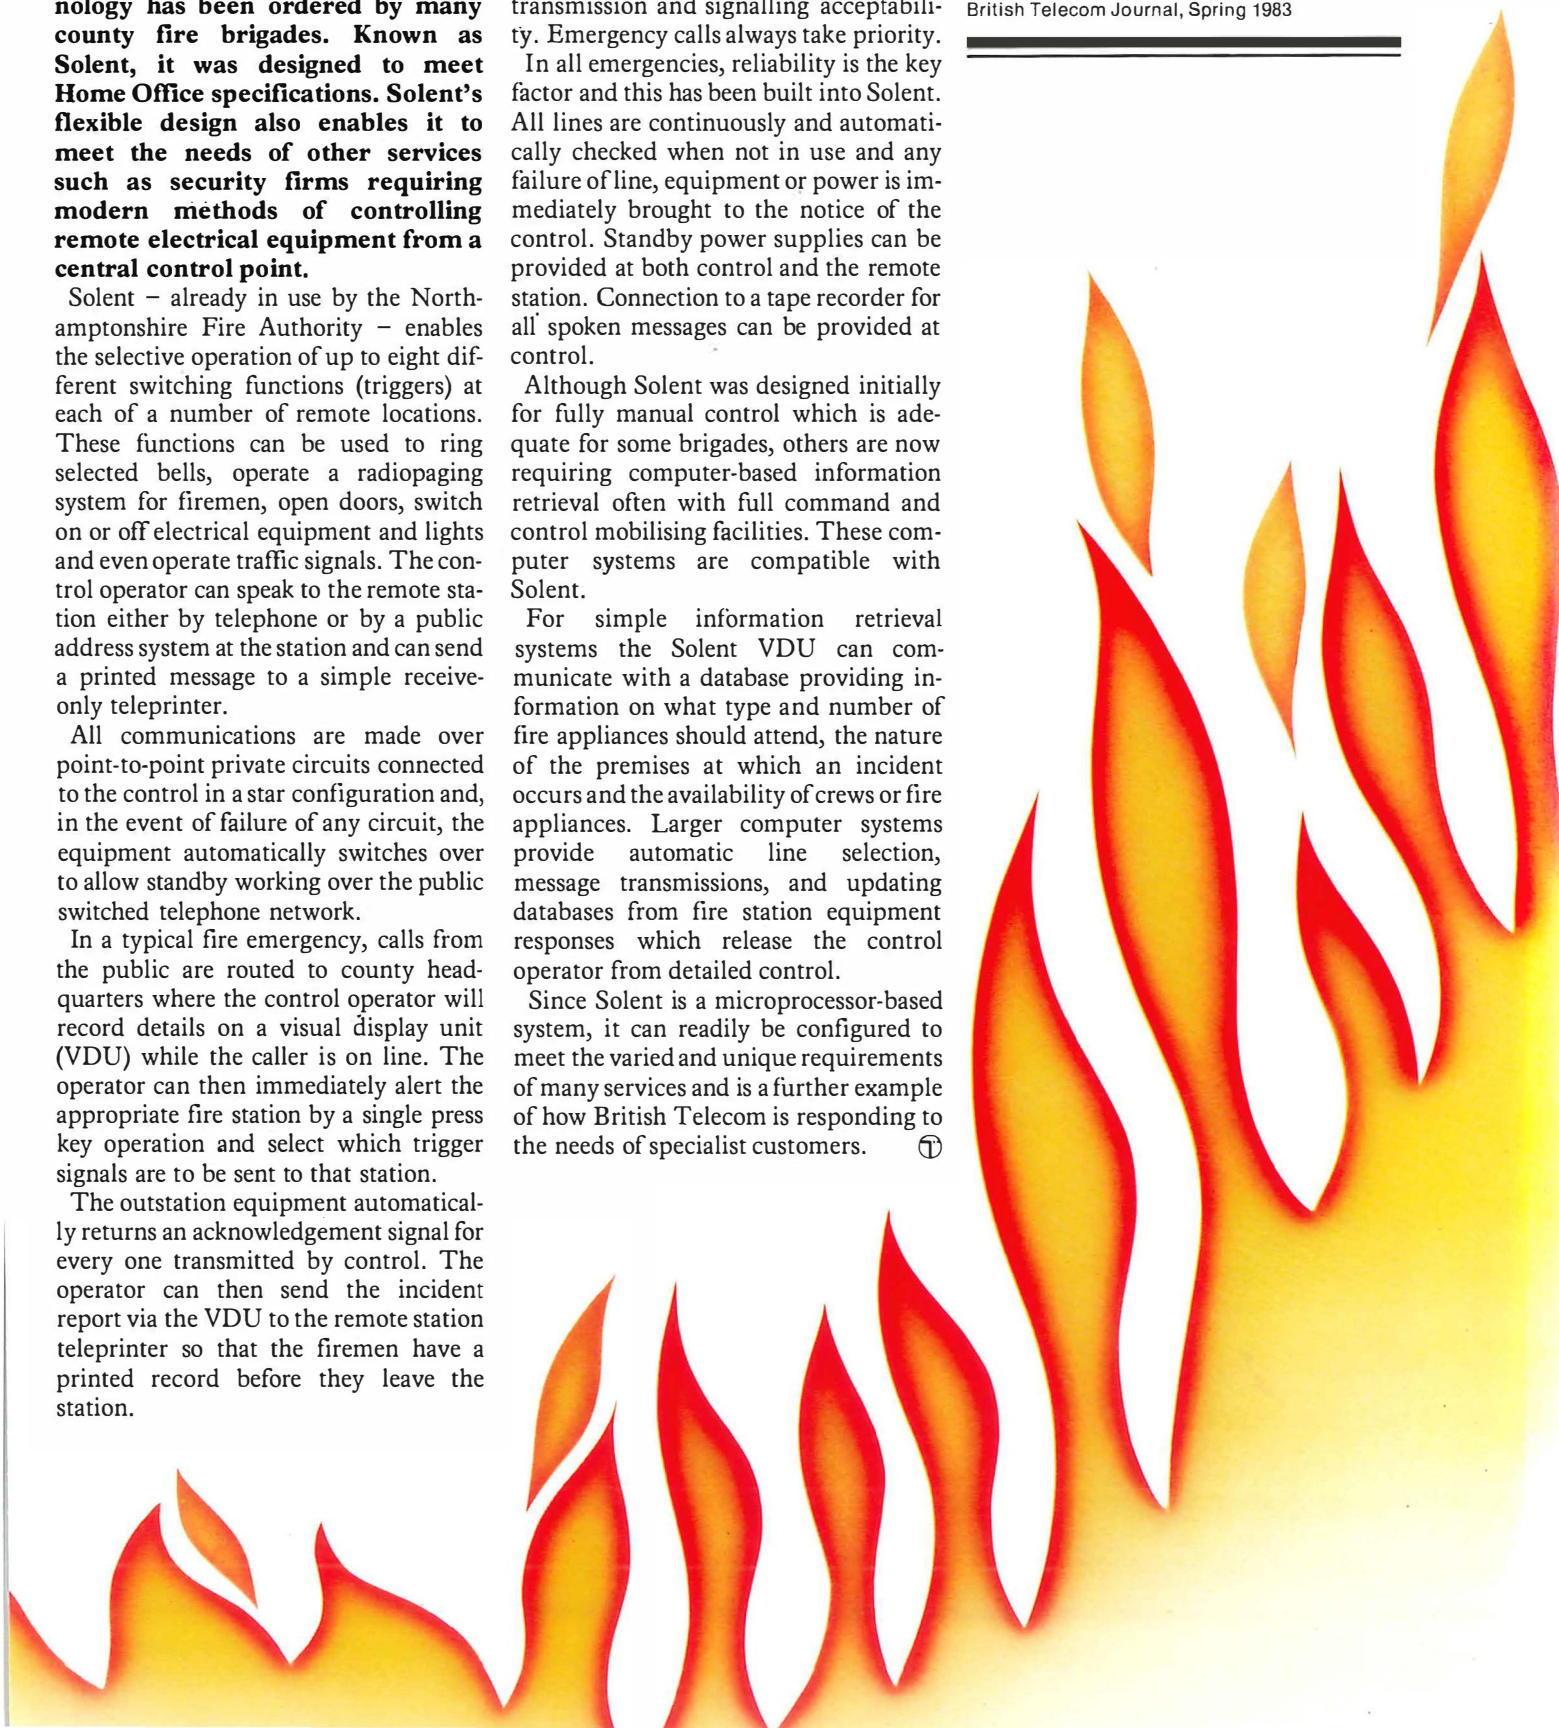 nology has been ordered by many
county fire brigades. Known as
Solent, it was designed to meet
Home Office specifications. Solent's
flexible design also enables it to
meet the needs of other services
such as security firms requiring
modern methods of controlling
remote electrical equipment from a
central control point.
Solent – already in use by the North-
amptonshire Fire Authority – enables
the selective operation of up to eight dif-
ferent switching functions (triggers) at
each of a number of remote locations.
These functions can be used to ring
selected bells, operate a radiopaging
system for firemen, open doors, switch
on or off electrical equipment and lights
and even operate traffic signals. The con-
trol operator can speak to the remote sta-
tion either by telephone or by a public
address system at the station and can send
a printed message to a simple receive-
only teleprinter.
All communications are made over
point-to-point private circuits connected
to the control in a star configuration and,
in the event of failure of any circuit, the
equipment automatically switches over
to allow standby working over the public
switched telephone network.
In a typical fire emergency, calls from
the public are routed to county head-
quarters where the control operator will
record details on a visual display unit
(VDU) while the caller is on line. The
operator can then immediately alert the
appropriate fire station by a single press
key operation and select which trigger
signals are to be sent to that station.
The outstation equipment automatical-
ly returns an acknowledgement signal for
every one transmitted by control. The
operator can then send the incident
report via the VDU to the remote station
teleprinter so that the firemen have a
printed record before they leave the
station.
transmission and signalling acceptabili-
ty. Emergency calls always take priority.
In all emergencies, reliability is the key
factor and this has been built into Solent.
All lines are continuously and automati-
cally checked when not in use and any
failure of line, equipment or power is im-
mediately brought to the notice of the
control. Standby power supplies can be
provided at both control and the remote
station. Connection to a tape recorder for
all spoken messages can be provided at
control.
Although Solent was designed initially
for fully manual control which is ade-
quate for some brigades, others are now
requiring computer-based information
retrieval often with full command and
control mobilising facilities. These com-
puter systems are compatible with
Solent.
For simple information retrieval
systems the Solent VDU can com-
municate with a database providing in-
formation on what type and number of
fire appliances should attend, the nature
of the premises at which an incident
occurs and the availability of crews or fire
appliances. Larger computer systems
provide automatic line selection,
message transmissions, and updating
databases from fire station equipment
responses which release the control
operator from detailed control.
Since Solent is a microprocessor-based
system, it can readily be configured to
meet the varied and unique requirements
of many services and is a further example
of how British Telecom is responding to
the needs of specialist customers. T
British Telecom Journal, Spring 1983